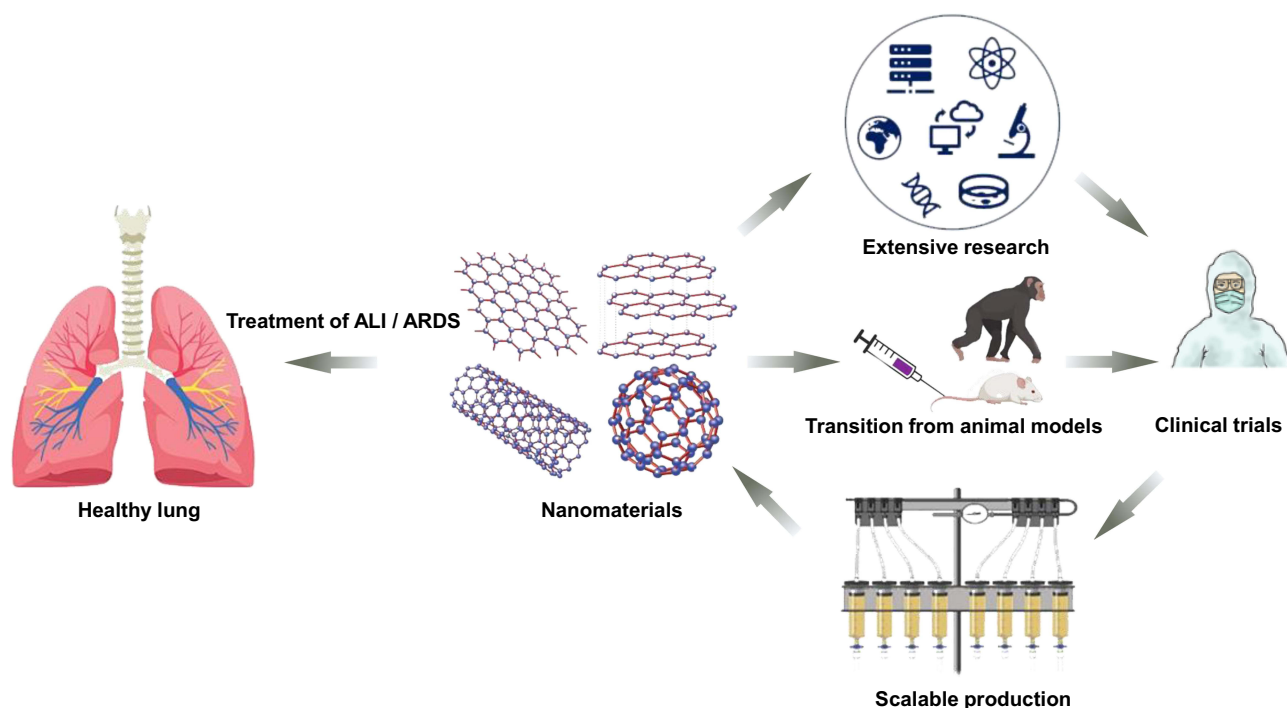 Extensive research
Treatment of ALI / ARDS
Transition from animal models
Clinical trials
Healthy lung
Nanomaterials
Scalable production